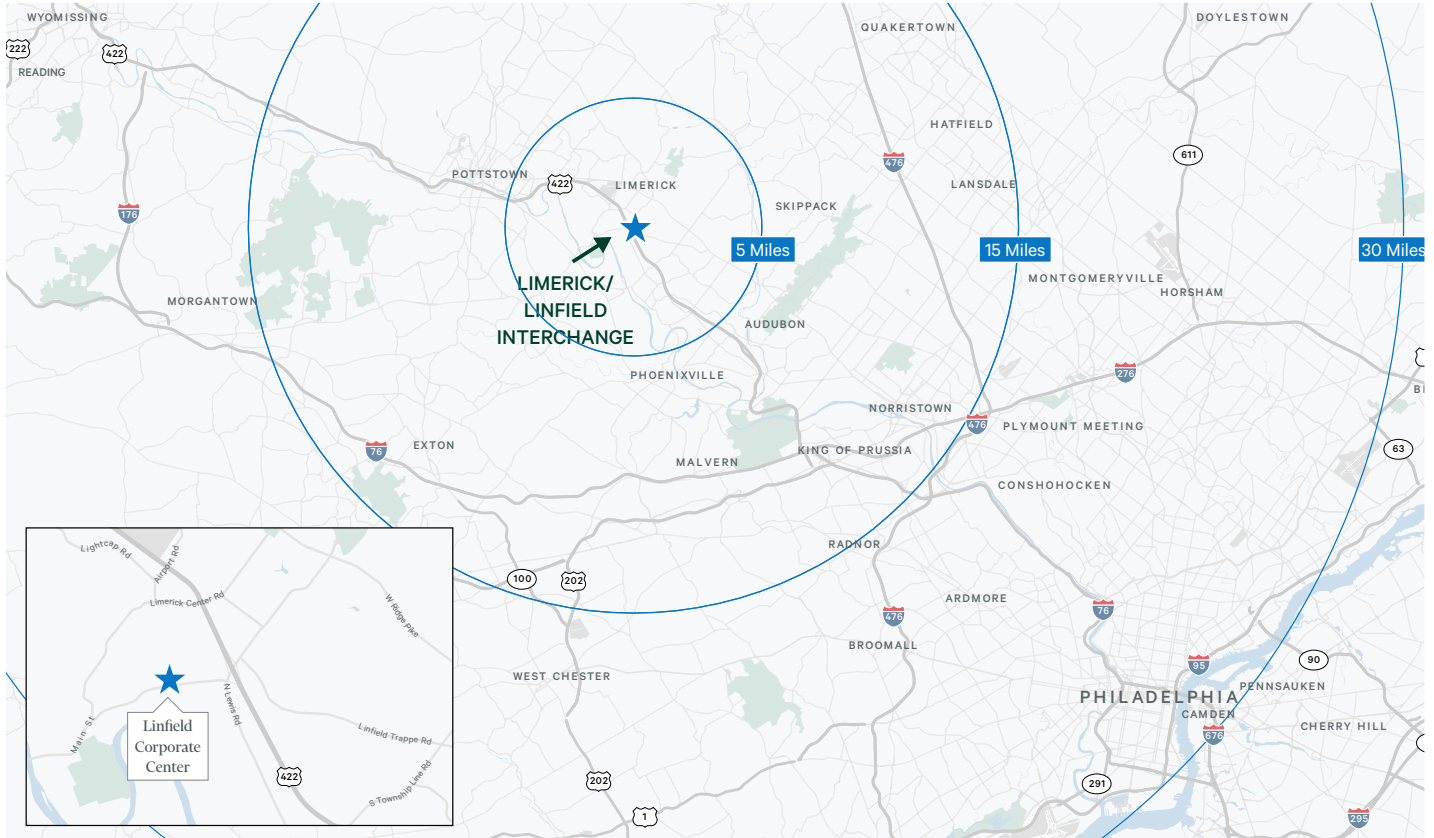 WYOMISSING
DOYLESTOWN
QUAKERTOWN
222
422
READING
HATFIELD
611
476
POTTSTOWN
422
LIMERICK
LANSDALE
SKIPPACK
176
5 Miles
15 Miles
30 Miles
LIMERICK/
LINFIELD
INTERCHANGE
MONTGOMERYVILLE
HORSHAM
MORGANTOWN
AUDUBON
PHOENIXVILLE
276
NORRISTOWN
476
PLYMOUNT MEETING
EXTON
76
KING OF PRUSSIA
63
MALVERN
CONSHOHOCKEN
RADNOR
100
202
ARDMORE
76
476
BROOMALL
95
90
WEST CHESTER
PENNSAUKEN
PHILADELPHIA
CAMDEN
CHERRY HILL
676
202
291
1
295
Lightcap Rd
Airport Rd
Limerick Center Rd
W Ridge Pike
N Lewis Rd
Main St
Linfield
Corporate
Center
Linfield Trappe Rd
422
S Township Line Rd